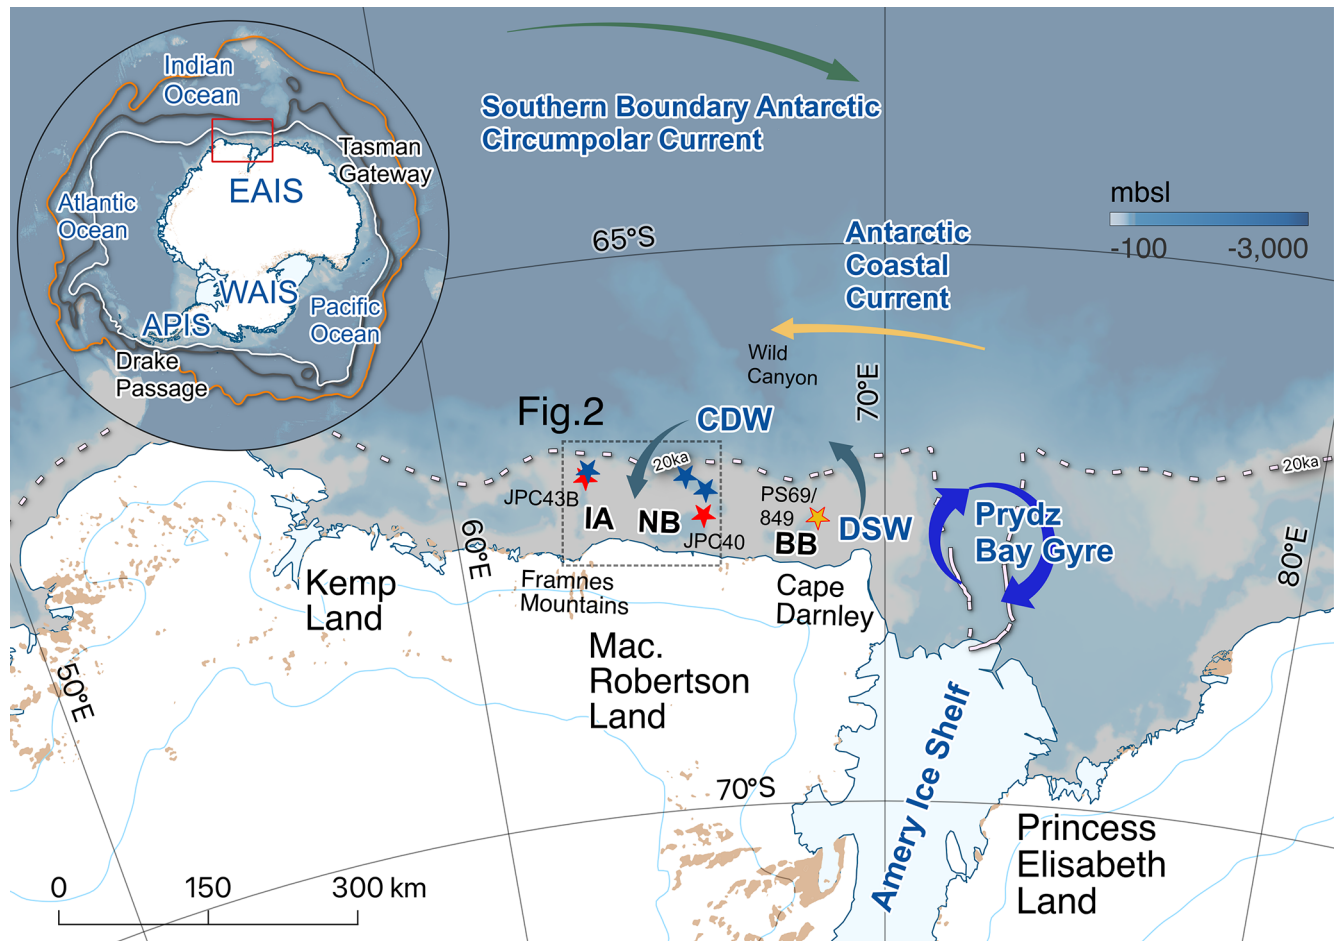 Indian
Ocean
Tasman
Gateway
EAIS
Atlantic
Ocean
WAIS
Pacific
Ocean
APIS
Drake
Passage
Southern Boundary Antarctic
Circumpolar Current
mbsl
-100
-3,000
65°S
Antarctic
Coastal
Current
Wild
Canyon
70°E
Fig.2
CDW
20ka
20ka
JPC43B
IA
NB
JPC40
PS69/
849
BB
DSW
Prydz
Bay Gyre
60°E
80°E
Kemp
Land
Framnes
Mountains
Cape
Darnley
Mac.
Robertson
Land
50°E
Amery Ice Shelf
70°S
Princess
Elisabeth
Land
0
150
300 km